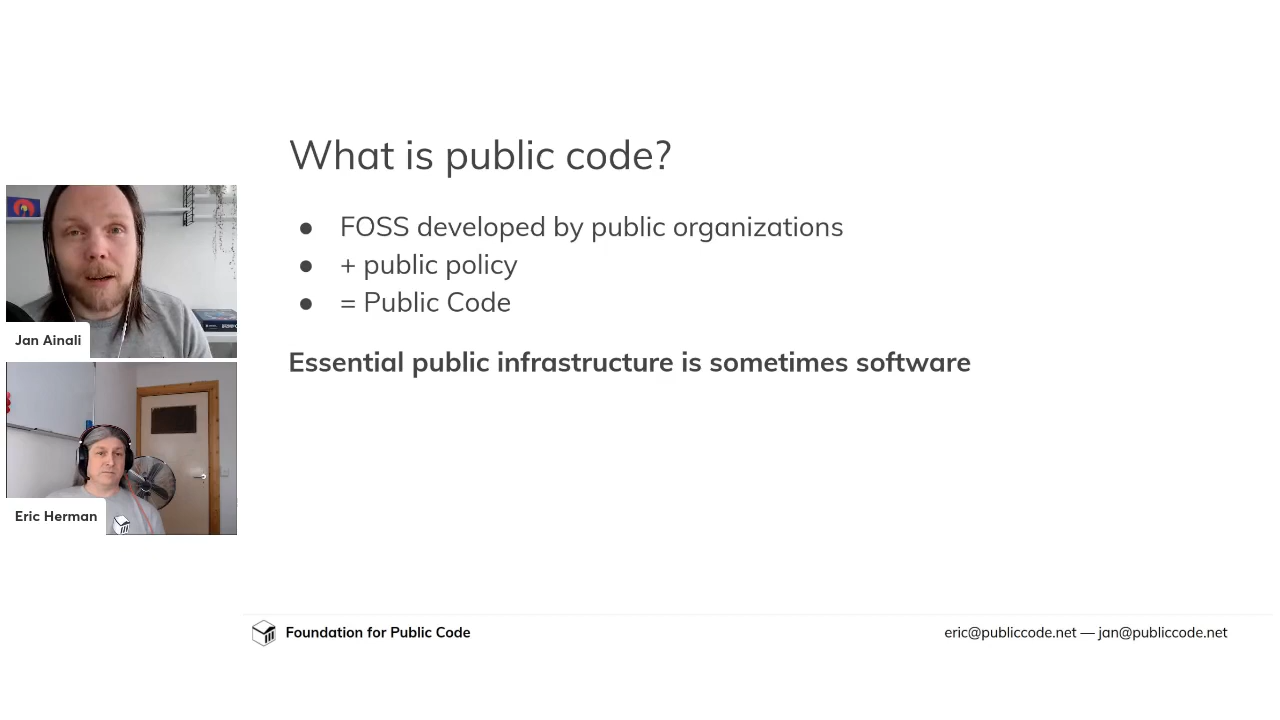 What is public code?
● FOSS developed by public organizations
● + public policy
● = Public Code
Essential public infrastructure is sometimes software
Jan Ainali
Eric Herman
Foundation for Public Code
eric@publiccode.net — jan@publiccode.net